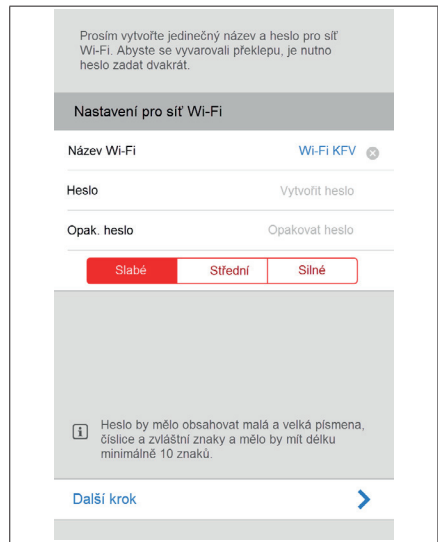 Prosím vytvořte jedinečný název a heslo pro síť
Wi-Fi. Abyste se vyvarovali překlepu, je nutno
heslo zadat dvakrát.
Nastavení pro síť Wi-Fi
Název Wi-Fi Wi-Fi KFV
Heslo Vytvořit heslo
Opak. heslo Opakovat heslo
Slabé Střední Silné
Heslo by mělo obsahovat malá a velká písmena,
číslice a zvláštní znaky a mělo by mít délku
minimálně 10 znaků.
Další krok